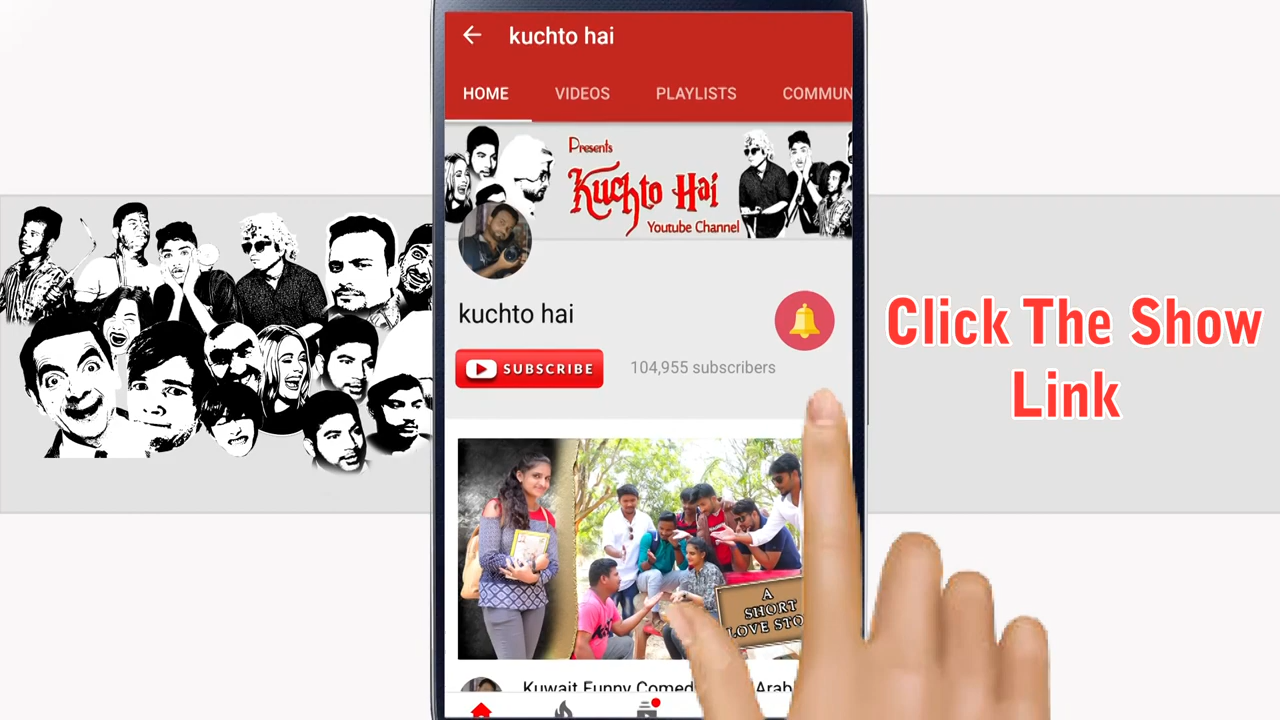 kuchto hai
HOME VIDEOS PLAYLISTS COMMUN
Presents
Kuchto Hai
Youtube Channel
kuchto hai
SUBSCRIBE 104,955 subscribers
Click The Show
Link
A
SHORT
LOVE STO
Kuwait Funny Comed Arab